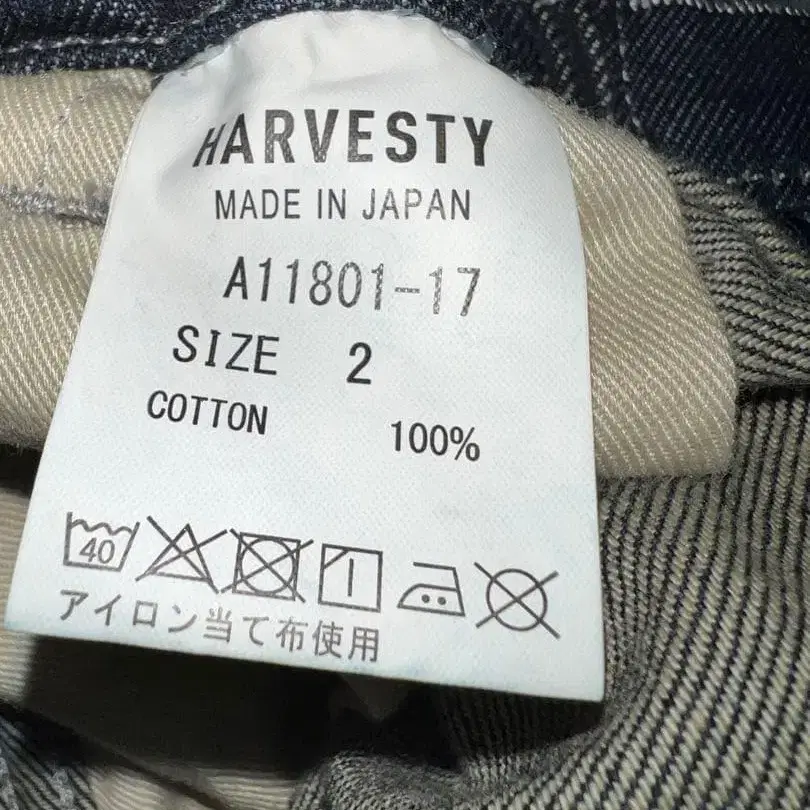 HARVESTY
MADE IN JAPAN
A11801-17
SIZE 2
COTTON 100%
40
アイロン当て布使用